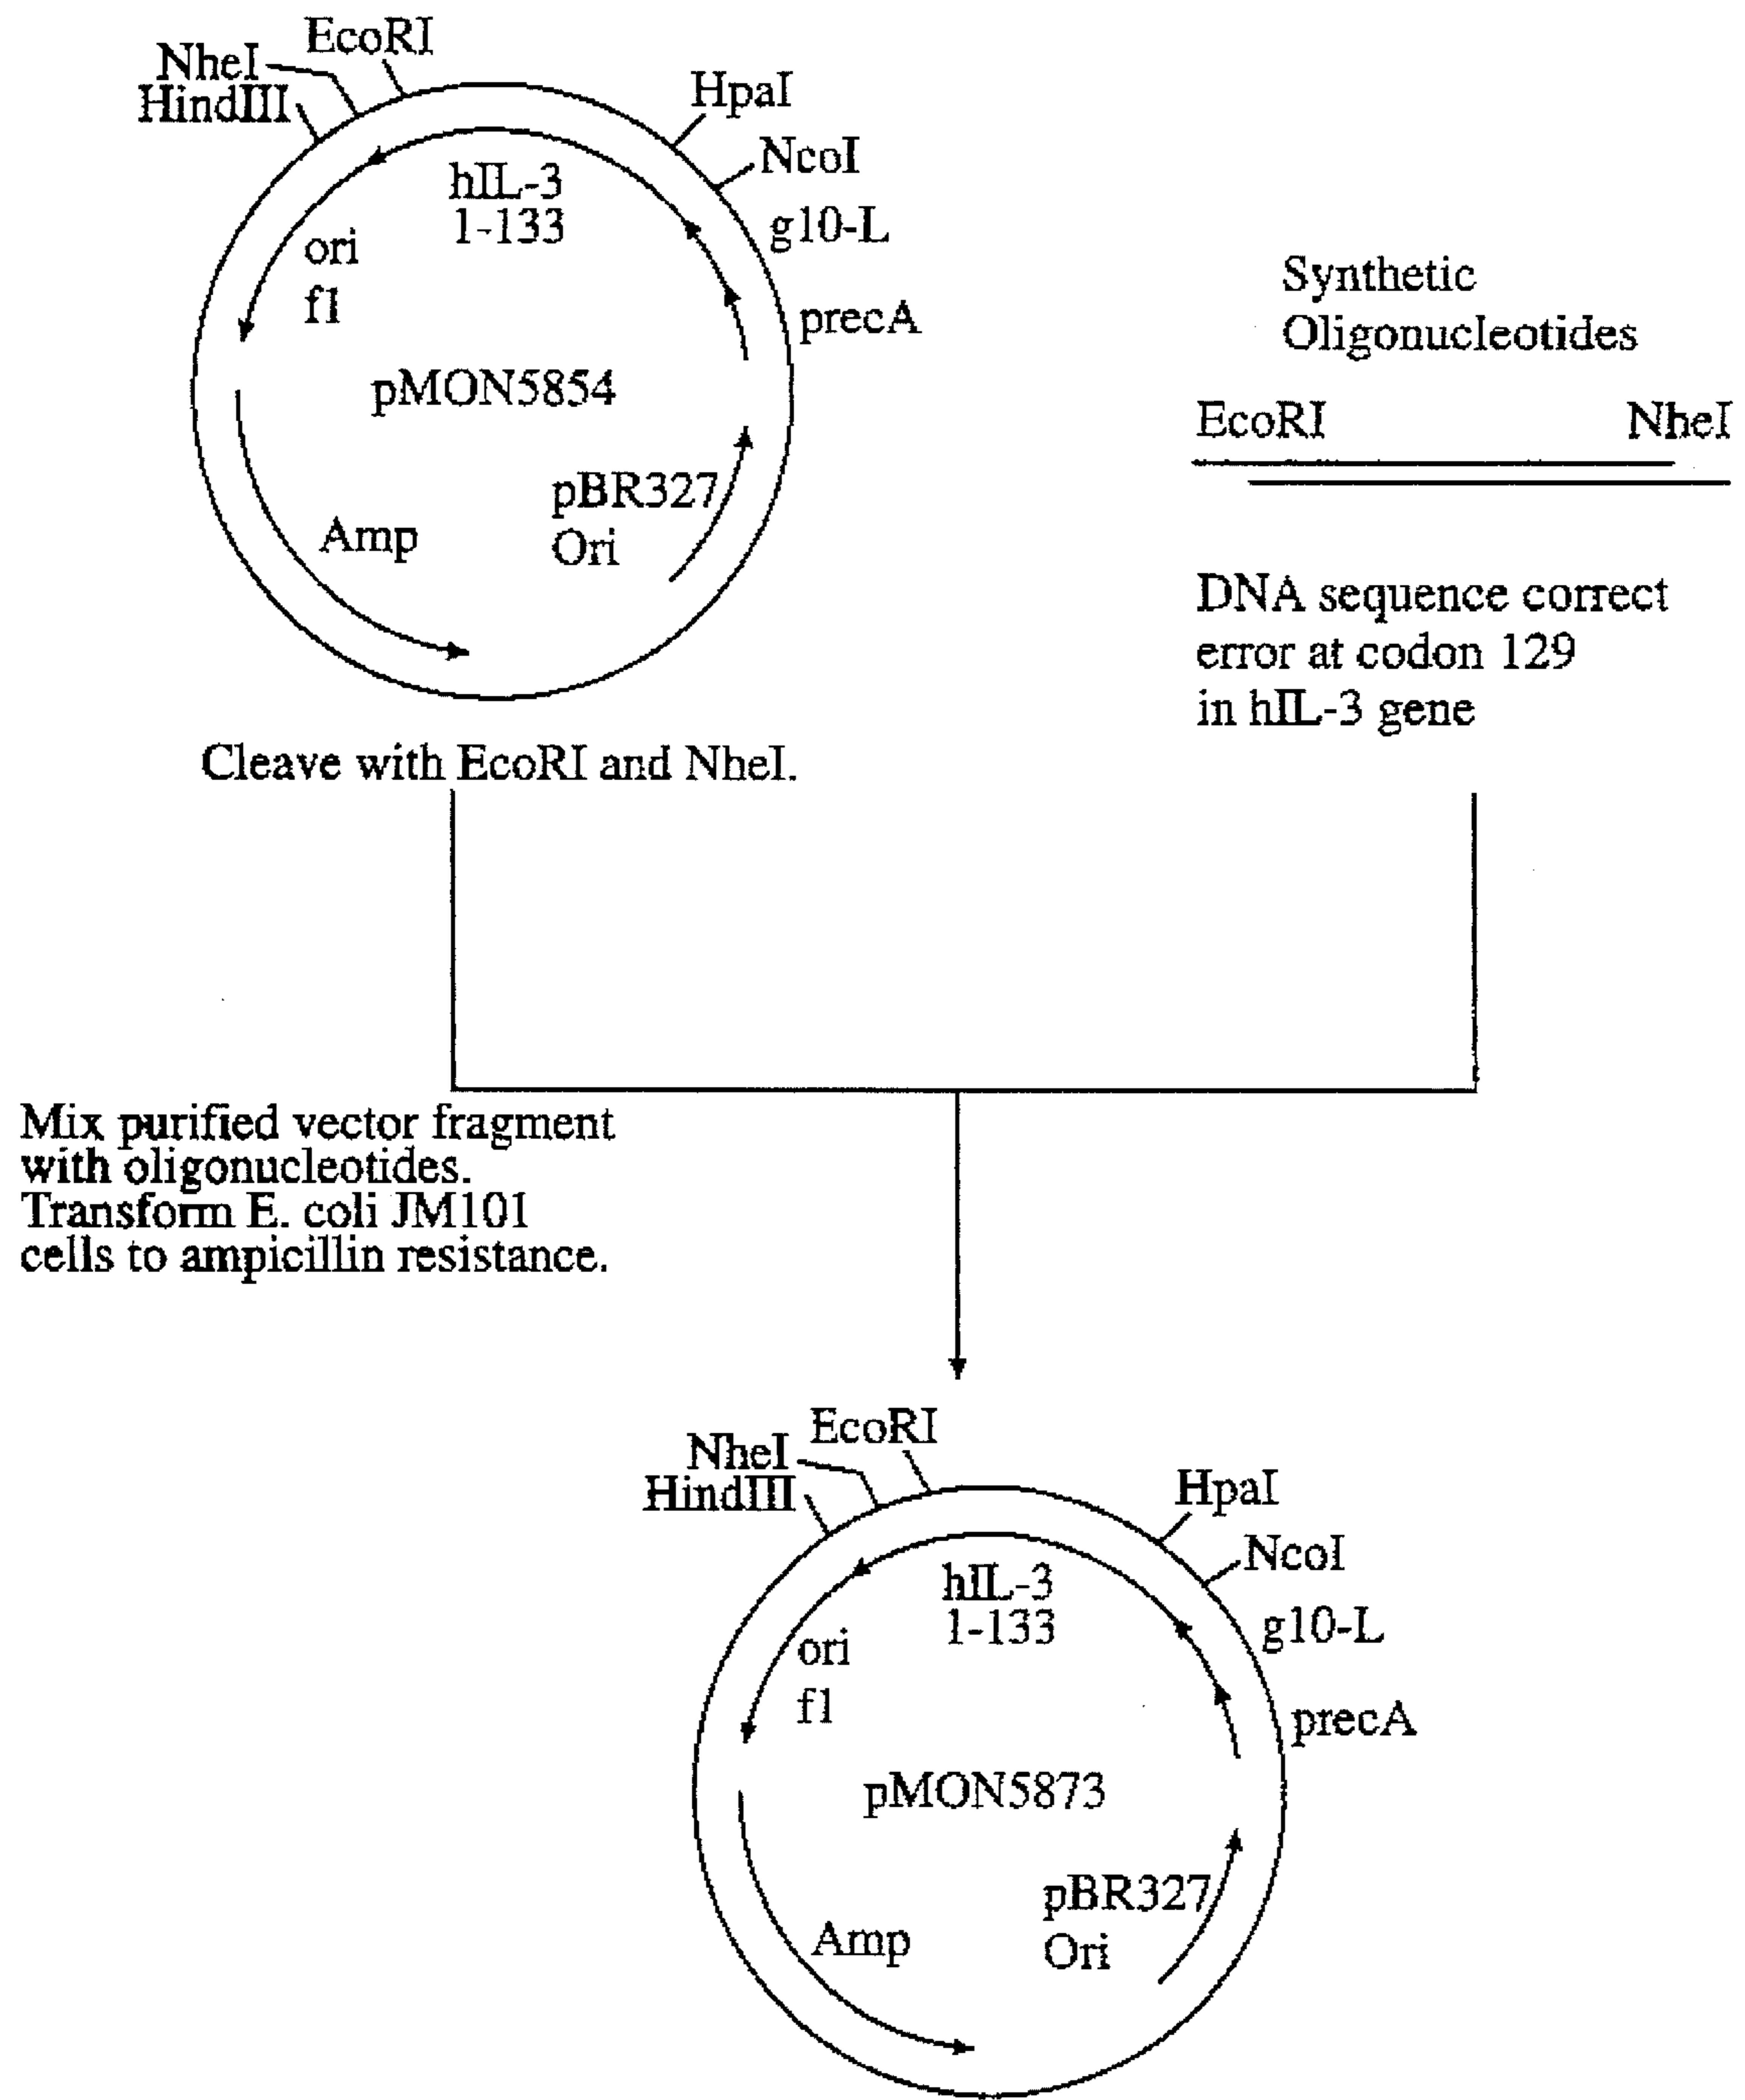 EcoRI
NheI
HindIII
HpaI
NcoI
hIL-3
1-133
g10-L
ori
f1
precA
pMON5854
pBR327
Ori
Amp
Synthetic
Oligonucleotides
EcoRI NheI
DNA sequence correct
error at codon 129
in hIL-3 gene
Cleave with EcoRI and NheI.
Mix purified vector fragment
with oligonucleotides.
Transform E. coli JM101
cells to ampicillin resistance.
EcoRI
NheI
HindIII
HpaI
NcoI
hIL-3
1-133
g10-L
ori
f1
precA
pMON5873
pBR327
Ori
Amp